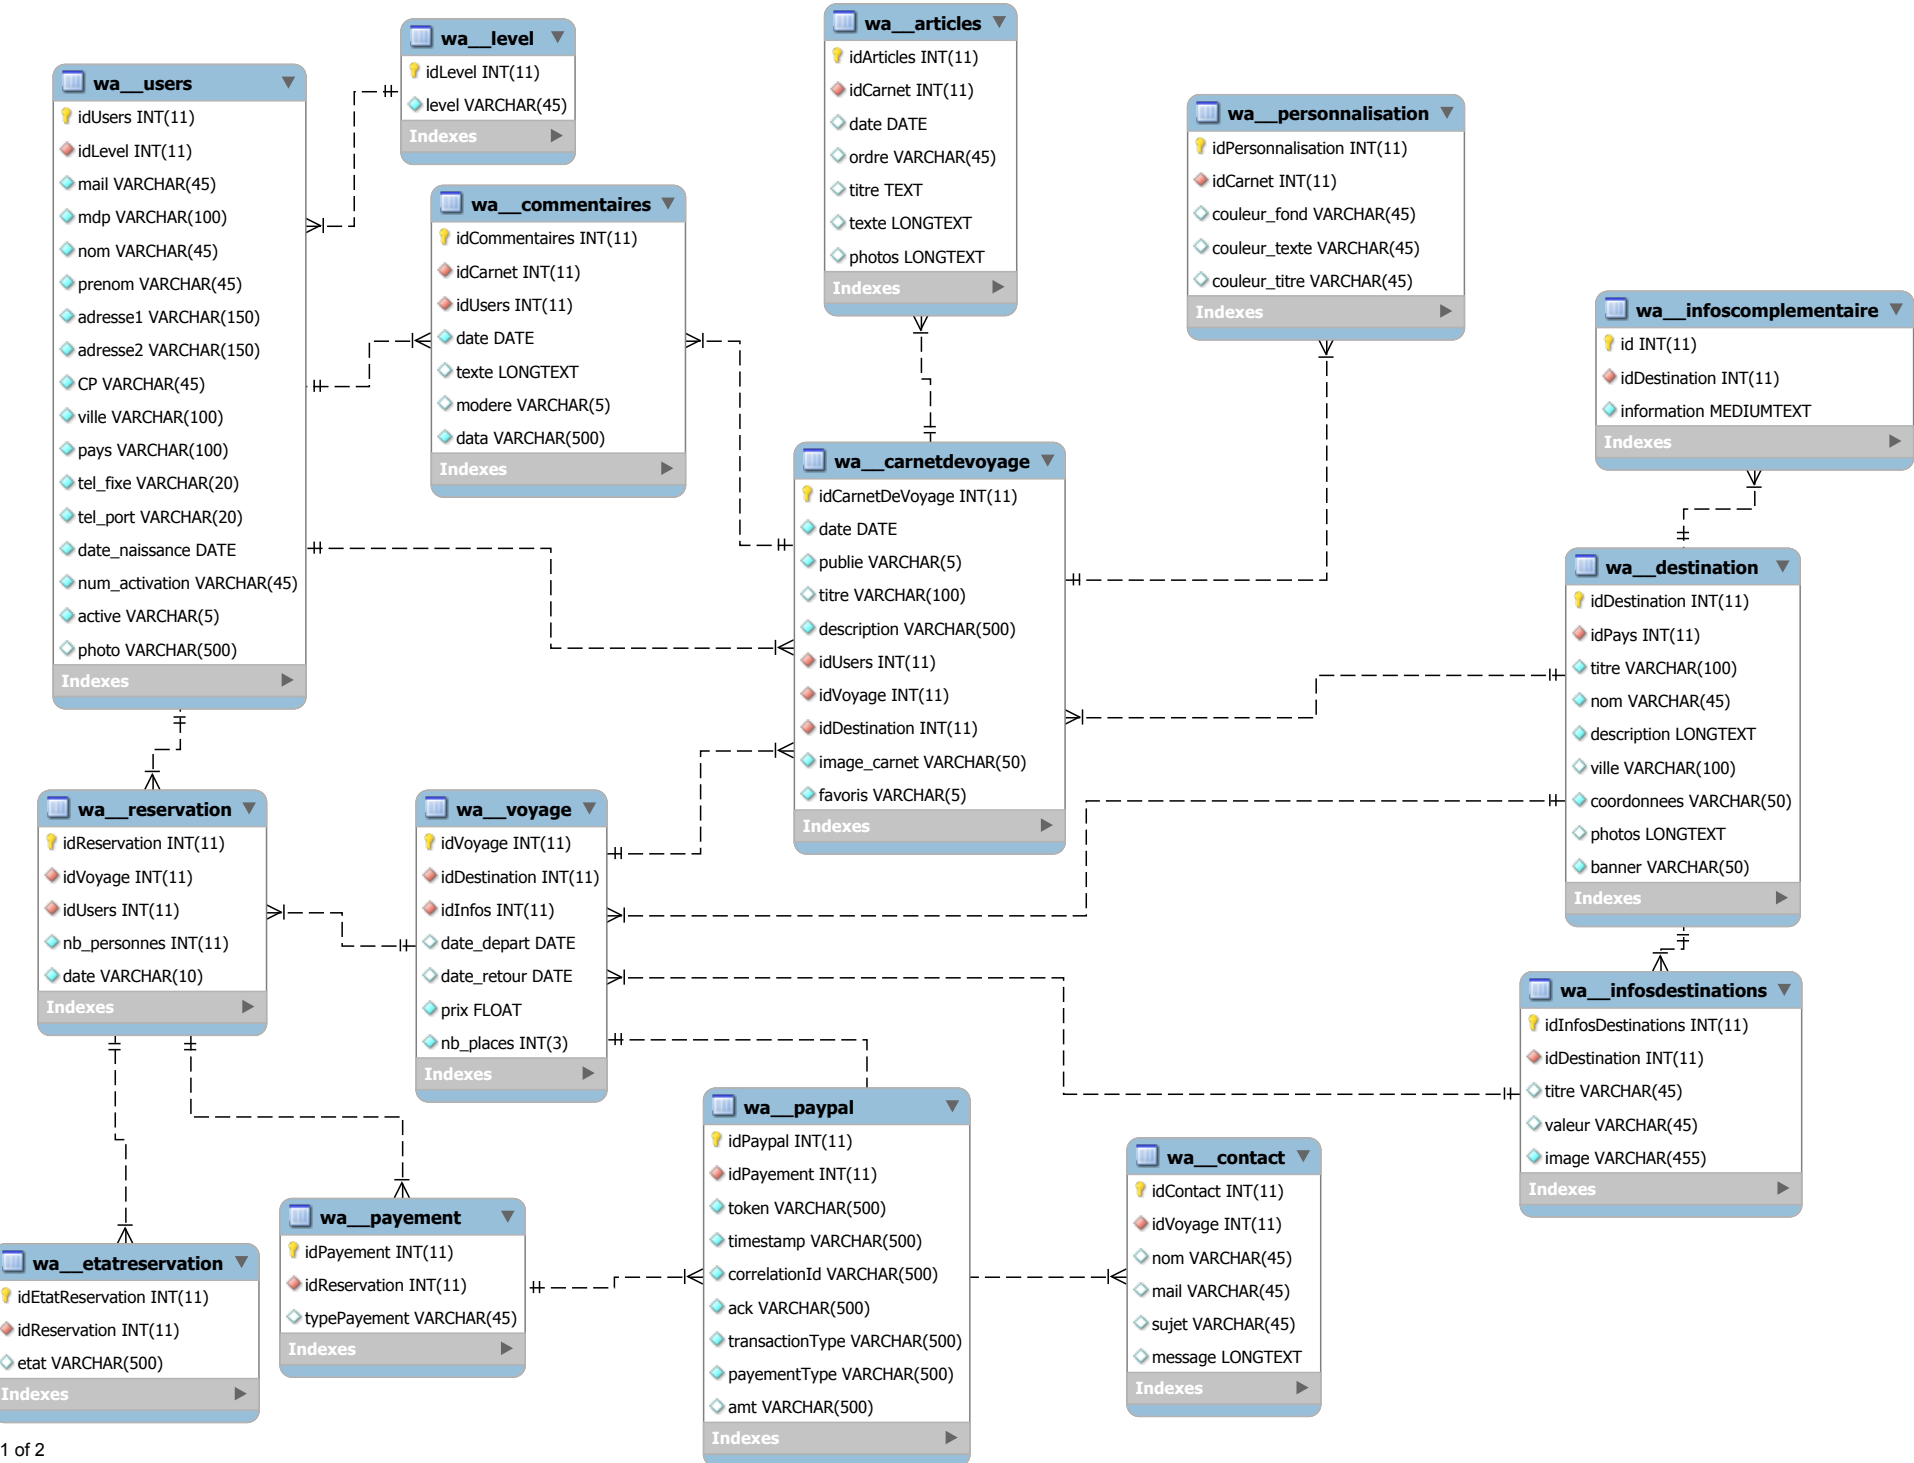 wa__users
idUsers INT(11)
idLevel INT(11)
mail VARCHAR(45)
mdp VARCHAR(100)
nom VARCHAR(45)
prenom VARCHAR(45)
adresse1 VARCHAR(150)
adresse2 VARCHAR(150)
CP VARCHAR(45)
ville VARCHAR(100)
pays VARCHAR(100)
tel_fixe VARCHAR(20)
tel_port VARCHAR(20)
date_naissance DATE
num_activation VARCHAR(45)
active VARCHAR(5)
photo VARCHAR(500)
Indexes
wa__level
idLevel INT(11)
level VARCHAR(45)
Indexes
wa__commentaires
idCommentaires INT(11)
idCarnet INT(11)
idUsers INT(11)
date DATE
texte LONGTEXT
modere VARCHAR(5)
data VARCHAR(500)
Indexes
wa__articles
idArticles INT(11)
idCarnet INT(11)
date DATE
ordre VARCHAR(45)
titre TEXT
texte LONGTEXT
photos LONGTEXT
Indexes
wa__personnalisation
idPersonnalisation INT(11)
idCarnet INT(11)
couleur_fond VARCHAR(45)
couleur_texte VARCHAR(45)
couleur_titre VARCHAR(45)
Indexes
wa__infoscomplementaire
id INT(11)
idDestination INT(11)
information MEDIUMTEXT
Indexes
wa__carnetdevoyage
idCarnetDeVoyage INT(11)
date DATE
publie VARCHAR(5)
titre VARCHAR(100)
description VARCHAR(500)
idUsers INT(11)
idVoyage INT(11)
idDestination INT(11)
image_carnet VARCHAR(50)
favoris VARCHAR(5)
Indexes
wa__destination
idDestination INT(11)
idPays INT(11)
titre VARCHAR(100)
nom VARCHAR(45)
description LONGTEXT
ville VARCHAR(100)
coordonnees VARCHAR(50)
photos LONGTEXT
banner VARCHAR(50)
Indexes
wa__reservation
idReservation INT(11)
idVoyage INT(11)
idUsers INT(11)
nb_personnes INT(11)
date VARCHAR(10)
Indexes
wa__voyage
idVoyage INT(11)
idDestination INT(11)
idInfos INT(11)
date_depart DATE
date_retour DATE
prix FLOAT
nb_places INT(3)
Indexes
wa__infosdestinations
idInfosDestinations INT(11)
idDestination INT(11)
titre VARCHAR(45)
valeur VARCHAR(45)
image VARCHAR(455)
Indexes
wa__etatreservation
idEtatReservation INT(11)
idReservation INT(11)
etat VARCHAR(500)
Indexes
wa__payement
idPayement INT(11)
idReservation INT(11)
typePayement VARCHAR(45)
Indexes
wa__paypal
idPaypal INT(11)
idPayement INT(11)
token VARCHAR(500)
timestamp VARCHAR(500)
correlationId VARCHAR(500)
ack VARCHAR(500)
transactionType VARCHAR(500)
payementType VARCHAR(500)
amt VARCHAR(500)
Indexes
wa__contact
idContact INT(11)
idVoyage INT(11)
nom VARCHAR(45)
mail VARCHAR(45)
sujet VARCHAR(45)
message LONGTEXT
Indexes
1 of 2